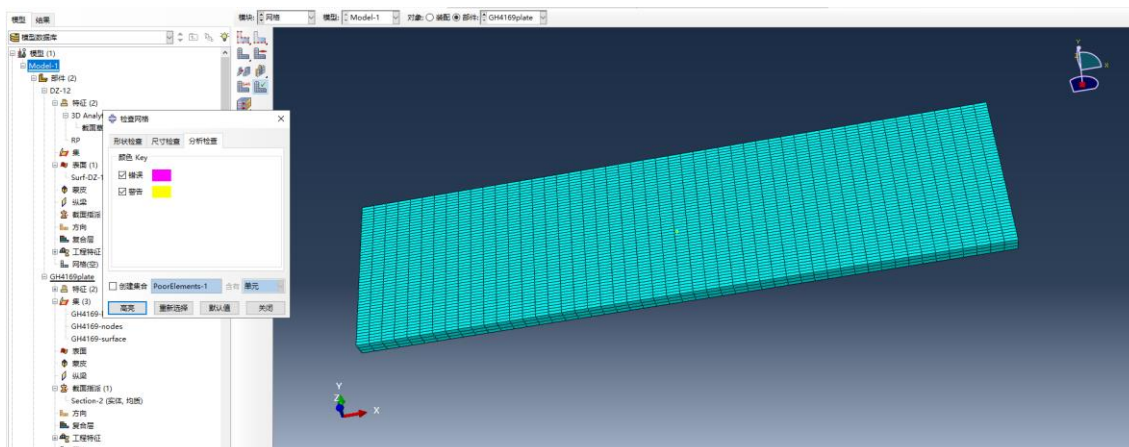 模型 结果
模块: 网格 模型: Model-1 对象: 装配 部件: GH4169plate
模型数据库
模型 (1)
Model-1
部件 (2)
DZ-12
特征 (2)
3D Analy
RP
集
表面 (1)
Surf-DZ-1
蒙皮
纵梁
截面指派
方向
复合层
工程特征
网格(空)
GH4169plate
特征 (2)
集 (3)
GH4169-
GH4169-nodes
GH4169-surface
表面
蒙皮
纵梁
截面指派 (1)
Section-2 (实体, 均质)
方向
复合层
工程特征
检查网格
形状检查 尺寸检查 分析检查
颜色 Key
错误
警告
创建集合 PoorElements-1 含有 单元
高亮 重新选择 默认值 关闭
Y
Z
X